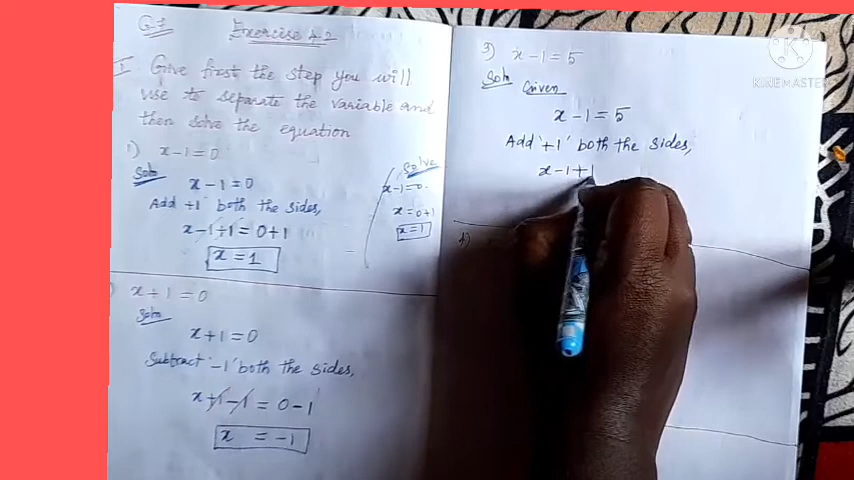 G.1
Exercise 4.2
I Give first the step you will
use to separate the variable and
then solve the equation
1) x-1=0
Soln
x-1=0
Add '+1' both the sides,
x-1+1=0+1
x=1
Solve
x-1=0.
x=0+1
x=1
) x+1=0
Soln
x+1=0
Subtract '-1' both the sides,
x+1-1=0-1
x=-1
3) x-1=5
Soln Given
x-1=5
Add '+1' both the sides,
x-1+1
4)
KINEMASTER